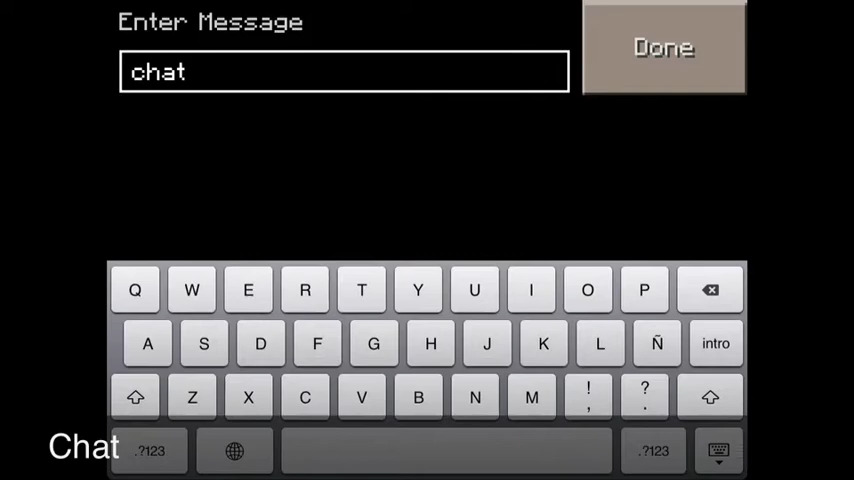 Enter Message
Done
chat
Q W E R T Y U I O P
A S D F G H J K L Ñ intro
Z X C V B N M ! , ? .
.?123 .?123
Chat